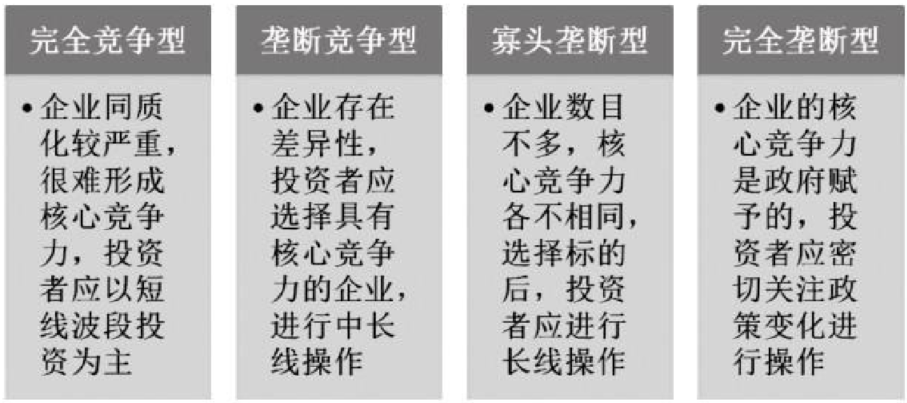 完全竞争型
• 企业同质
化较严重，
很难形成
核心竞争
力，投资
者应以短
线波段投
资为主
垄断竞争型
• 企业存在
差异性，
投资者应
选择具有
核心竞争
力的企业，
进行中长
线操作
寡头垄断型
• 企业数目
不多，核
心竞争力
各不相同，
选择标的
后，投资
者应进行
长线操作
完全垄断型
• 企业的核
心竞争力
是政府赋
予的，投
资者应密
切关注政
策变化进
行操作